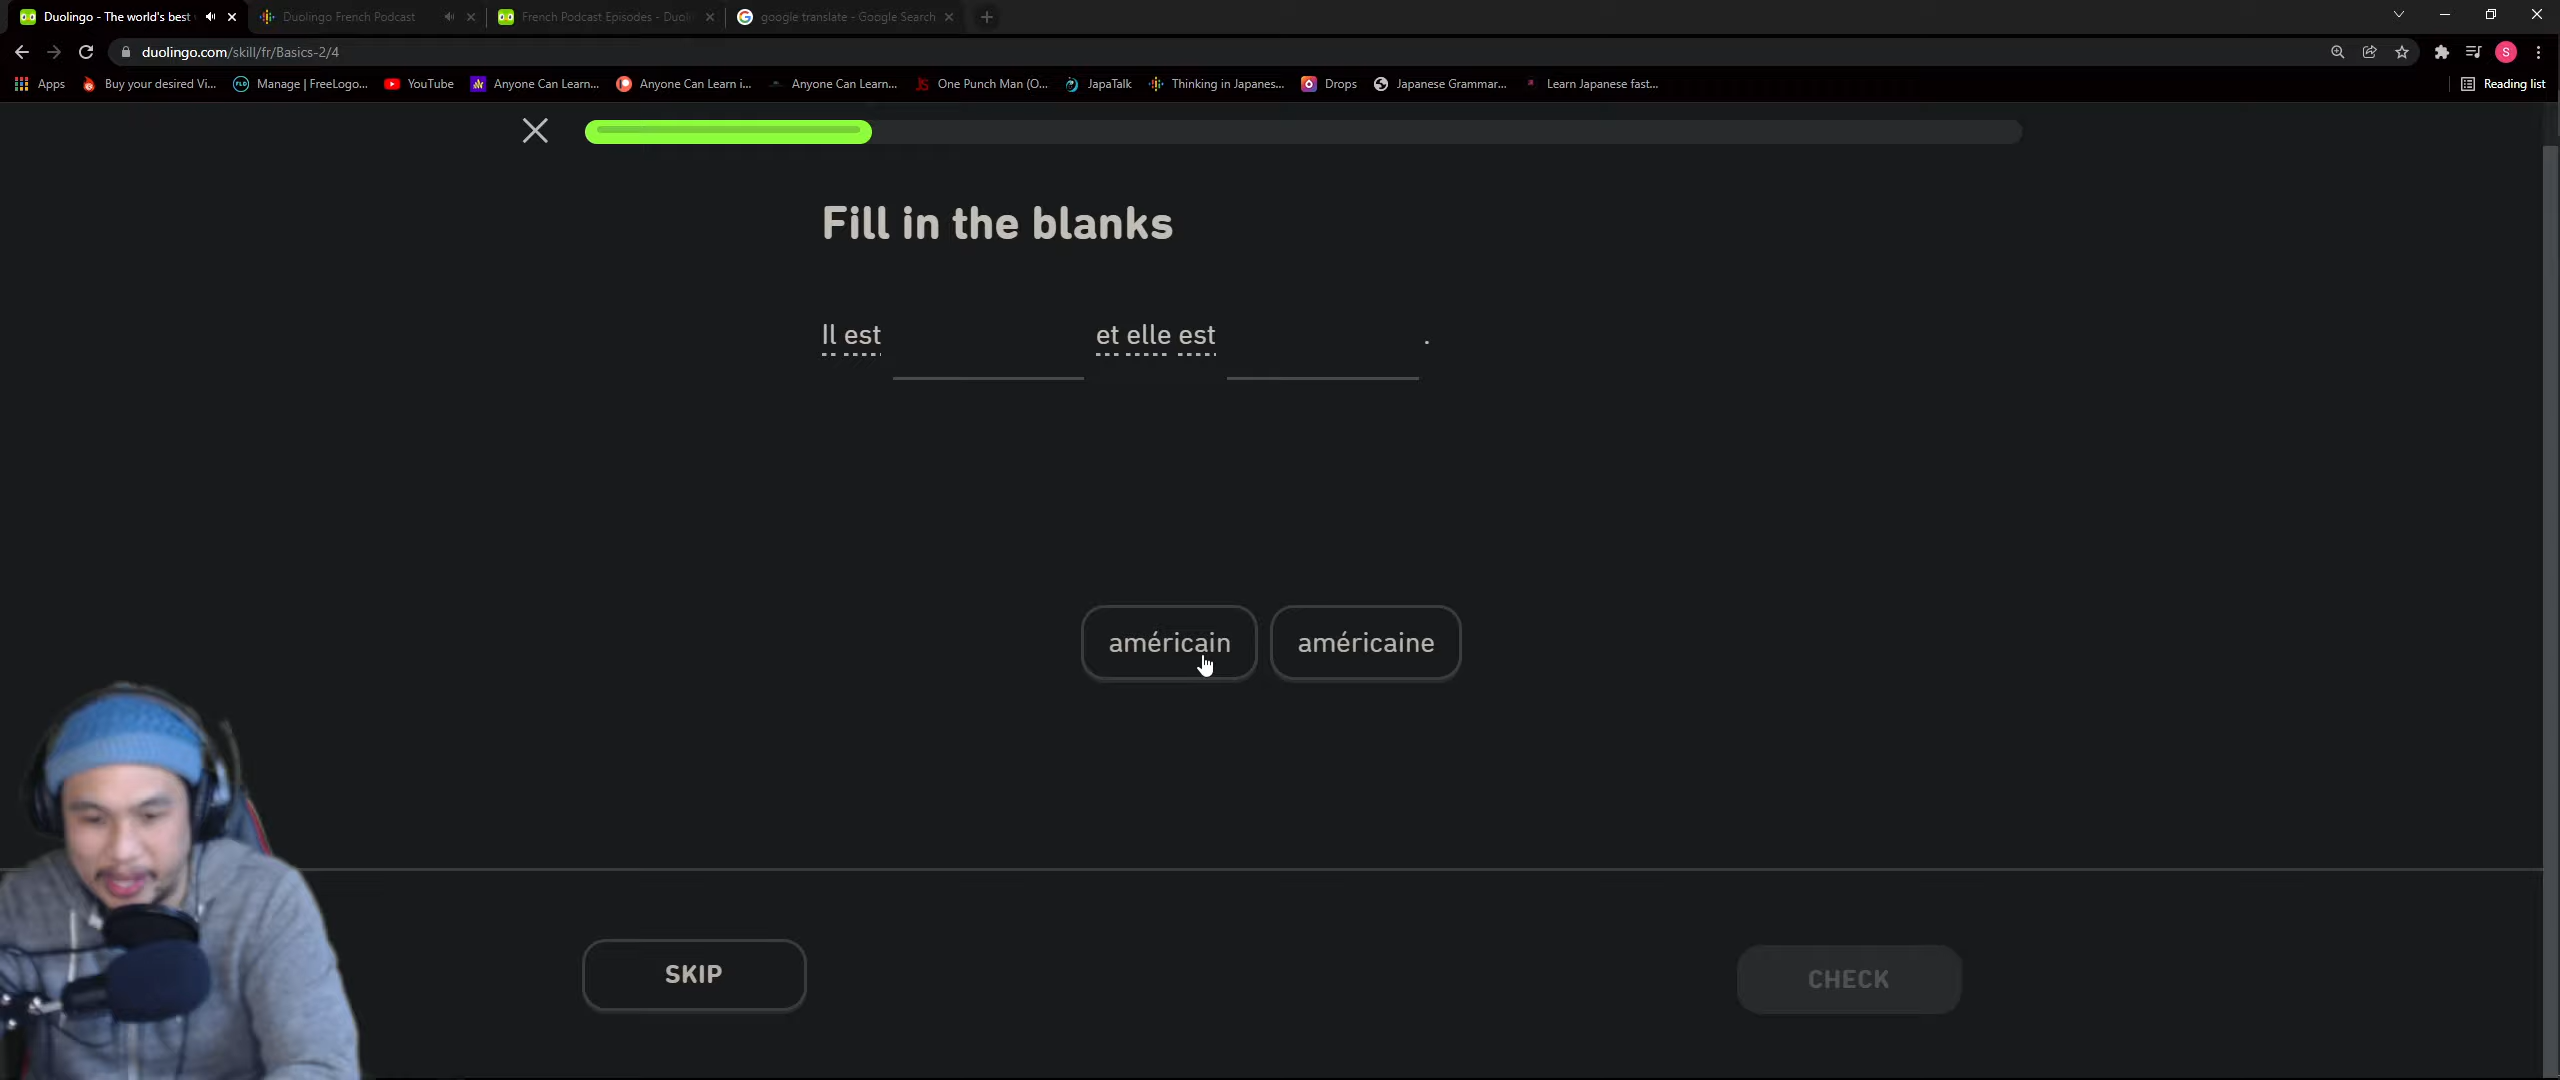 Duolingo - The world's best
Duolingo French Podcast
French Podcast Episodes - Duoli
google translate - Google Search
duolingo.com/skill/fr/Basics-2/4
S
Apps
Buy your desired Vi...
Manage | FreeLogo...
YouTube
Anyone Can Learn...
Anyone Can Learn i...
Anyone Can Learn...
One Punch Man (O...
JapaTalk
Thinking in Japanes...
Drops
Japanese Grammar...
Learn Japanese fast...
Reading list
Fill in the blanks
Il est et elle est .
américain
américaine
SKIP
CHECK